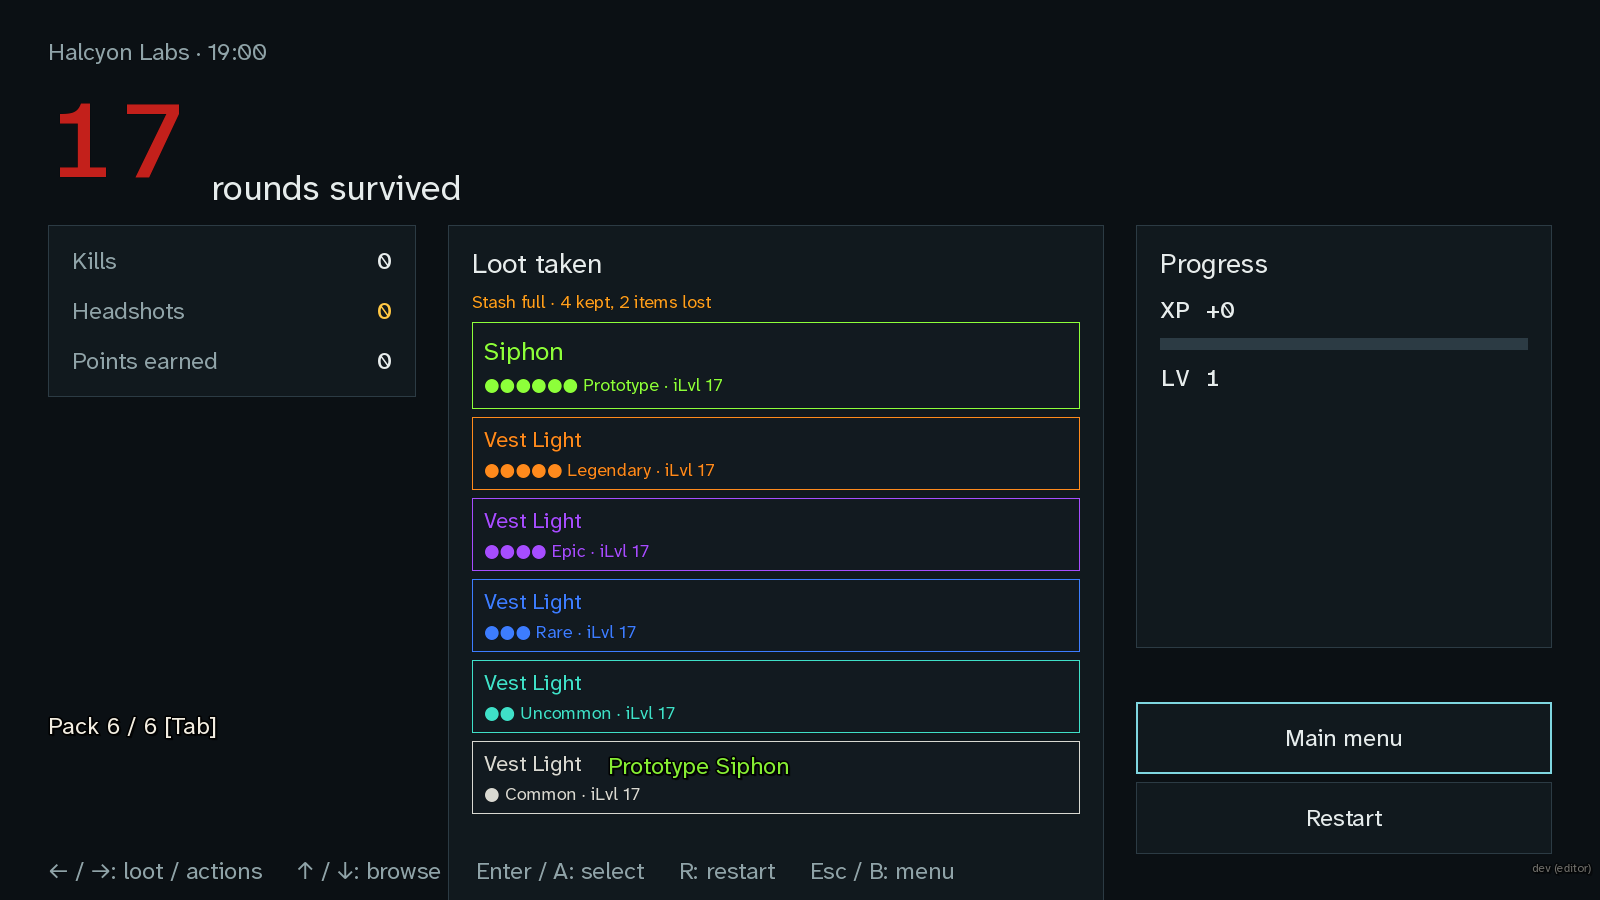 Halcyon Labs · 19:00
17 rounds survived
Kills 0
Headshots 0
Points earned 0
Loot taken
Stash full · 4 kept, 2 items lost
Siphon
●●●●●● Prototype · iLvl 17
Vest Light
●●●●● Legendary · iLvl 17
Vest Light
●●●● Epic · iLvl 17
Vest Light
●●● Rare · iLvl 17
Vest Light
●● Uncommon · iLvl 17
Vest Light
● Common · iLvl 17
Prototype Siphon
Progress
XP +0
LV 1
Pack 6 / 6 [Tab]
Main menu
Restart
← / →: loot / actions ↑ / ↓: browse Enter / A: select R: restart Esc / B: menu
dev (editor)